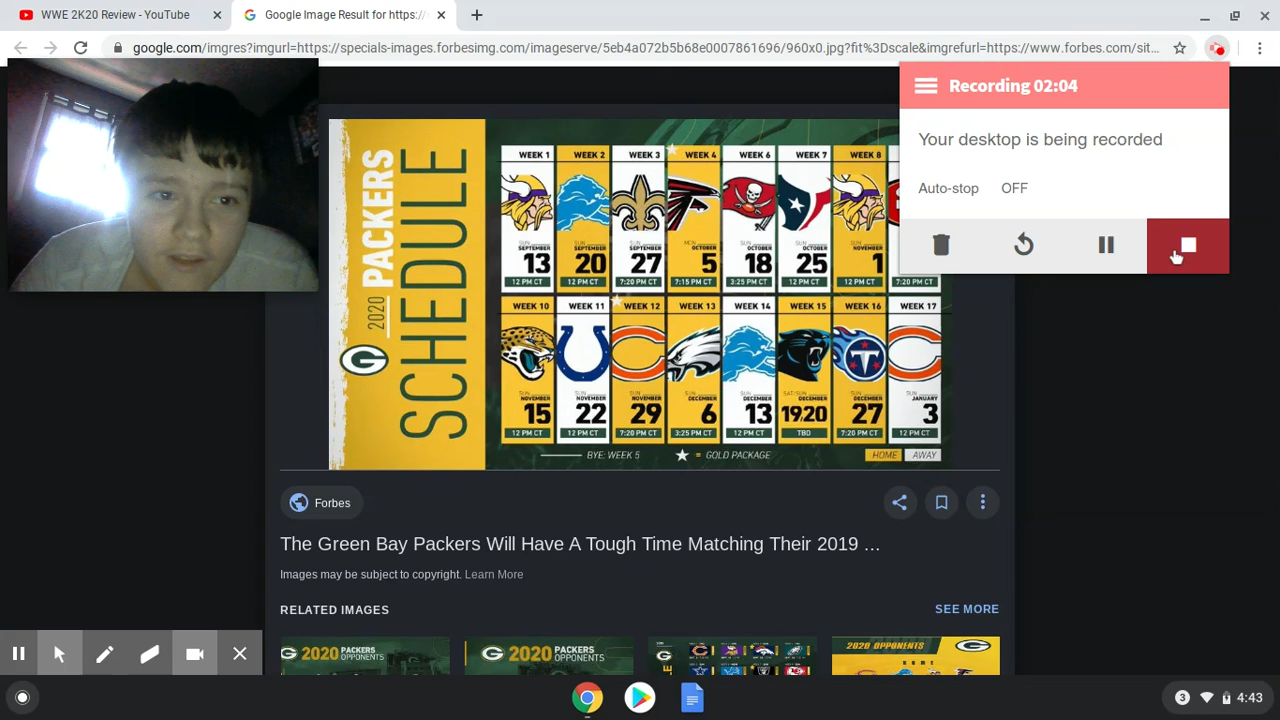 WWE 2K20 Review - YouTube
Google Image Result for https://
google.com/imgres?imgurl=https://specials-images.forbesimg.com/imageserve/5eb4a072b5b68e0007861696/960x0.jpg?fit%3Dscale&imgrefurl=https://www.forbes.com/sit...
Recording 02:04
Your desktop is being recorded
Auto-stop OFF
2020 PACKERS
SCHEDULE
WEEK 1 WEEK 2 WEEK 3 WEEK 4 WEEK 6 WEEK 7 WEEK 8
SUN SUN SUN MON SUN SUN SUN
SEPTEMBER SEPTEMBER SEPTEMBER OCTOBER OCTOBER OCTOBER
13 20 27 5 18 25 1
12 PM CT 12 PM CT 7:20 PM CT 7:15 PM CT 3:25 PM CT 12 PM CT 12 PM CT 7:20 PM CT
WEEK 10 WEEK 11 WEEK 12 WEEK 13 WEEK 14 WEEK 15 WEEK 16 WEEK 17
SUN SUN SUN SUN SUN SAT/SUN SUN SUN
NOVEMBER NOVEMBER NOVEMBER DECEMBER DECEMBER DECEMBER DECEMBER JANUARY
15 22 29 6 13 19/20 27 3
12 PM CT 12 PM CT 7:20 PM CT 3:25 PM CT 12 PM CT TBD 7:20 PM CT 12 PM CT
BYE: WEEK 5 ★ = GOLD PACKAGE HOME AWAY
Forbes
The Green Bay Packers Will Have A Tough Time Matching Their 2019 ...
Images may be subject to copyright. Learn More
RELATED IMAGES SEE MORE
2020 PACKERS OPPONENTS
2020 PACKERS OPPONENTS
2020 OPPONENTS
3 4:43